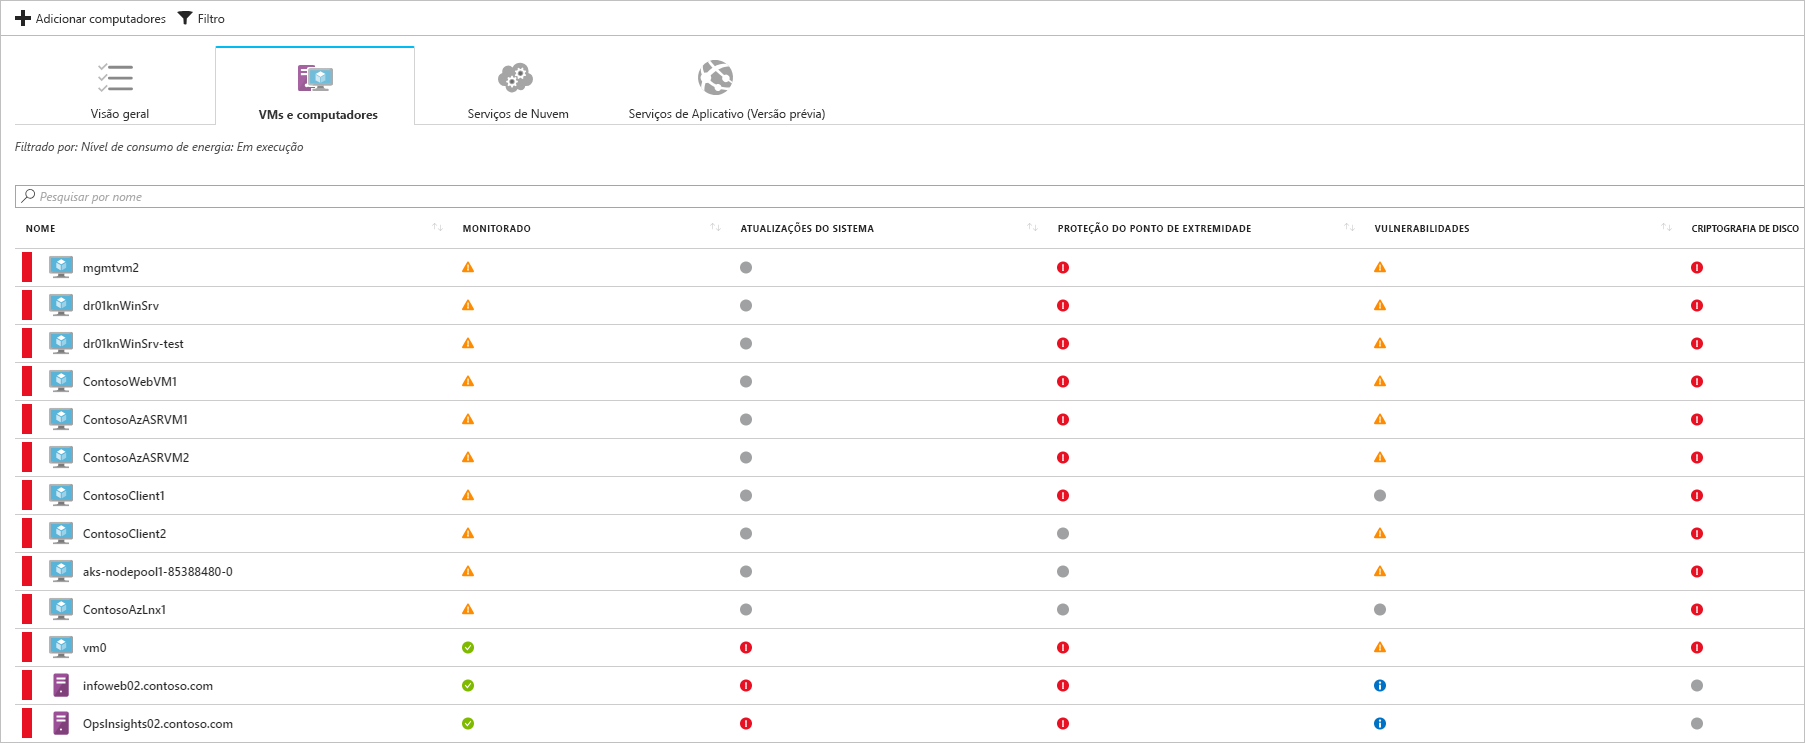 Adicionar computadores Filtro
Visão geral VMs e computadores Serviços de Nuvem Serviços de Aplicativo (Versão prévia)
Filtrado por: Nível de consumo de energia: Em execução
Pesquisar por nome
NOME MONITORADO ATUALIZAÇÕES DO SISTEMA PROTEÇÃO DO PONTO DE EXTREMIDADE VULNERABILIDADES CRIPTOGRAFIA DE DISCO
mgmtvm2
dr01knWinSrv
dr01knWinSrv-test
ContosoWebVM1
ContosoAzASRVM1
ContosoAzASRVM2
ContosoClient1
ContosoClient2
aks-nodepool1-85388480-0
ContosoAzLnx1
vm0
infoweb02.contoso.com
OpsInsights02.contoso.com